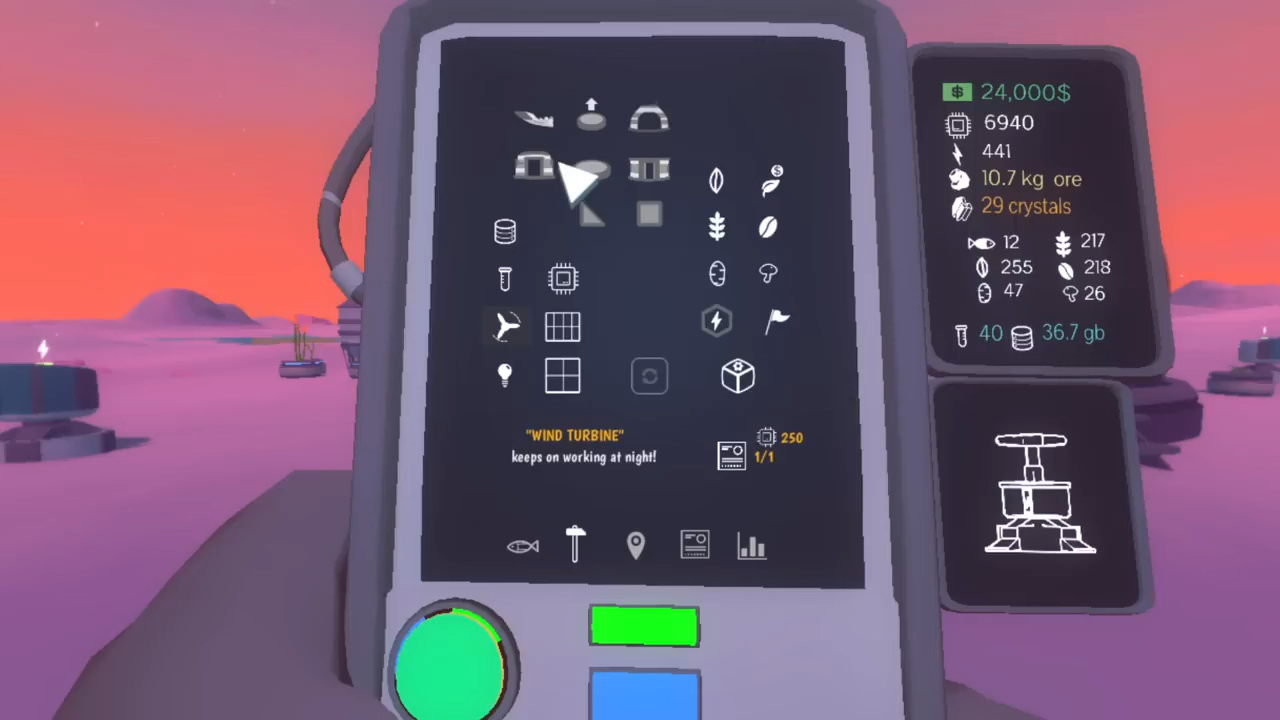 24,000$
6940
441
10.7 kg ore
29 crystals
12 217
255 218
47 26
40 36.7 gb
"WIND TURBINE"
keeps on working at night!
250
1/1